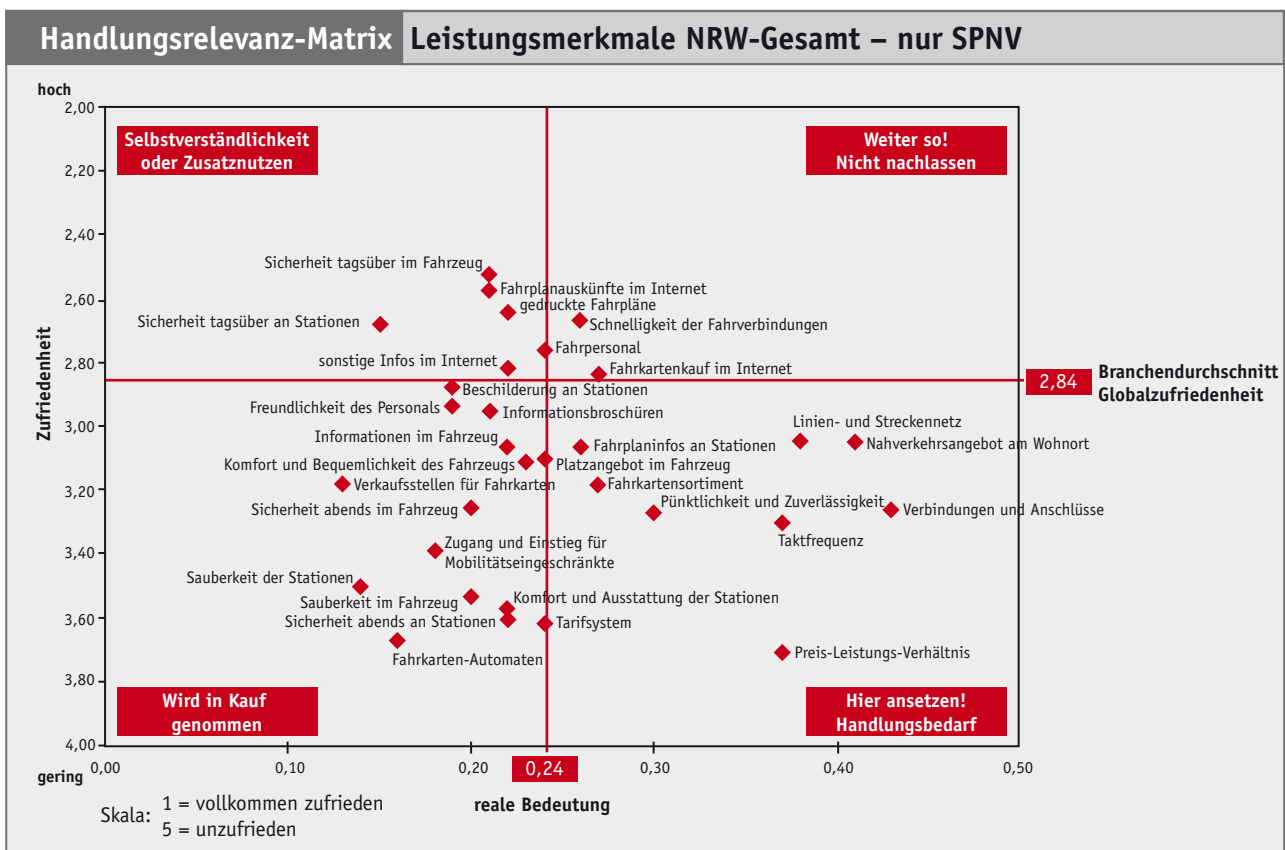 Handlungsrelevanz-Matrix Leistungsmerkmale NRW-Gesamt – nur SPNV
hoch
2,00
Selbstverständlichkeit
oder Zusatznutzen
Weiter so!
Nicht nachlassen
2,20
2,40
Sicherheit tagsüber im Fahrzeug
Fahrplanauskünfte im Internet
2,60
gedruckte Fahrpläne
Sicherheit tagsüber an Stationen
Schnelligkeit der Fahrverbindungen
Fahrpersonal
sonstige Infos im Internet
2,80
Fahrkartenkauf im Internet
Zufriedenheit
2,84
Branchendurchschnitt
Globalzufriedenheit
Beschilderung an Stationen
Freundlichkeit des Personals
Informationsbroschüren
3,00
Linien- und Streckennetz
Informationen im Fahrzeug
Fahrplaninfos an Stationen
Nahverkehrsangebot am Wohnort
Komfort und Bequemlichkeit des Fahrzeugs
Platzangebot im Fahrzeug
Verkaufsstellen für Fahrkarten
Fahrkartensortiment
3,20
Pünktlichkeit und Zuverlässigkeit
Sicherheit abends im Fahrzeug
Verbindungen und Anschlüsse
Taktfrequenz
Zugang und Einstieg für
Mobilitätseingeschränkte
3,40
Sauberkeit der Stationen
Sauberkeit im Fahrzeug
Komfort und Ausstattung der Stationen
3,60
Sicherheit abends an Stationen
Tarifsystem
Fahrkarten-Automaten
Preis-Leistungs-Verhältnis
3,80
Wird in Kauf
genommen
Hier ansetzen!
Handlungsbedarf
4,00
gering
0,00
0,10
0,20
0,24
0,30
0,40
0,50
reale Bedeutung
Skala:
1 = vollkommen zufrieden
5 = unzufrieden